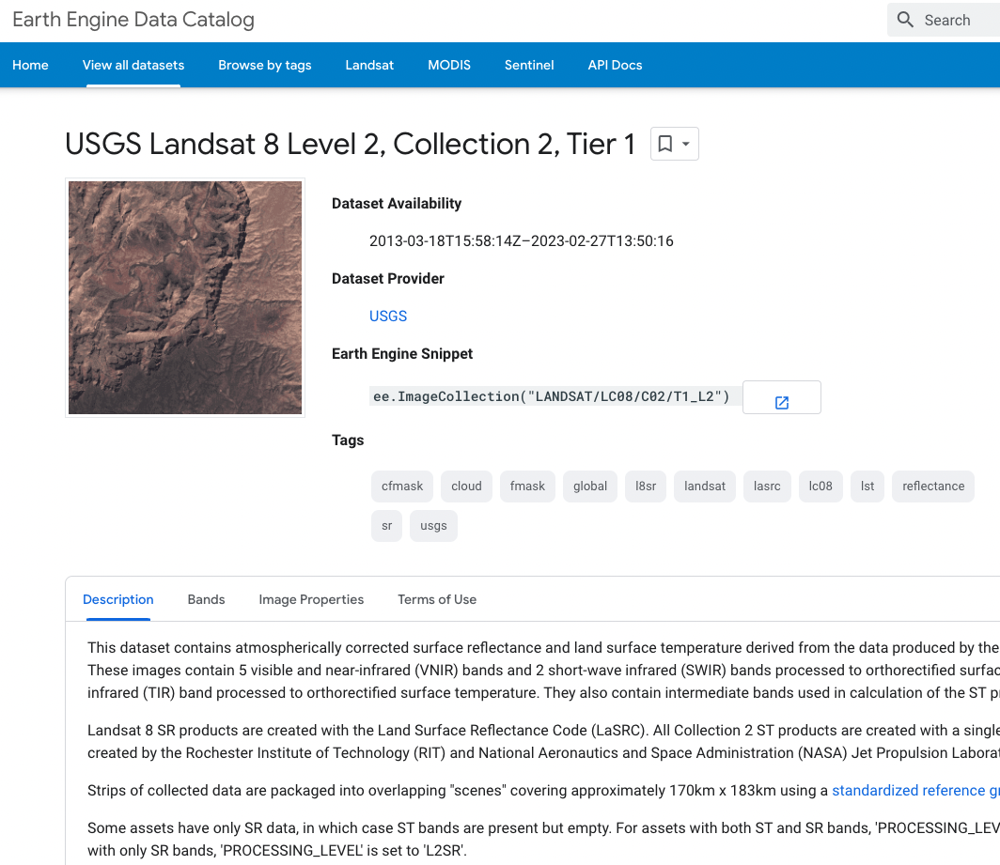 Earth Engine Data Catalog
Search
Home View all datasets Browse by tags Landsat MODIS Sentinel API Docs
USGS Landsat 8 Level 2, Collection 2, Tier 1
Dataset Availability
2013-03-18T15:58:14Z–2023-02-27T13:50:16
Dataset Provider
USGS
Earth Engine Snippet
ee.ImageCollection("LANDSAT/LC08/C02/T1_L2")
Tags
cfmask cloud fmask global l8sr landsat lasrc lc08 lst reflectance
sr usgs
Description Bands Image Properties Terms of Use
This dataset contains atmospherically corrected surface reflectance and land surface temperature derived from the data produced by the
These images contain 5 visible and near-infrared (VNIR) bands and 2 short-wave infrared (SWIR) bands processed to orthorectified surfac
infrared (TIR) band processed to orthorectified surface temperature. They also contain intermediate bands used in calculation of the ST p
Landsat 8 SR products are created with the Land Surface Reflectance Code (LaSRC). All Collection 2 ST products are created with a single
created by the Rochester Institute of Technology (RIT) and National Aeronautics and Space Administration (NASA) Jet Propulsion Laborat
Strips of collected data are packaged into overlapping "scenes" covering approximately 170km x 183km using a standardized reference gr
Some assets have only SR data, in which case ST bands are present but empty. For assets with both ST and SR bands, 'PROCESSING_LEV
with only SR bands, 'PROCESSING_LEVEL' is set to 'L2SR'.